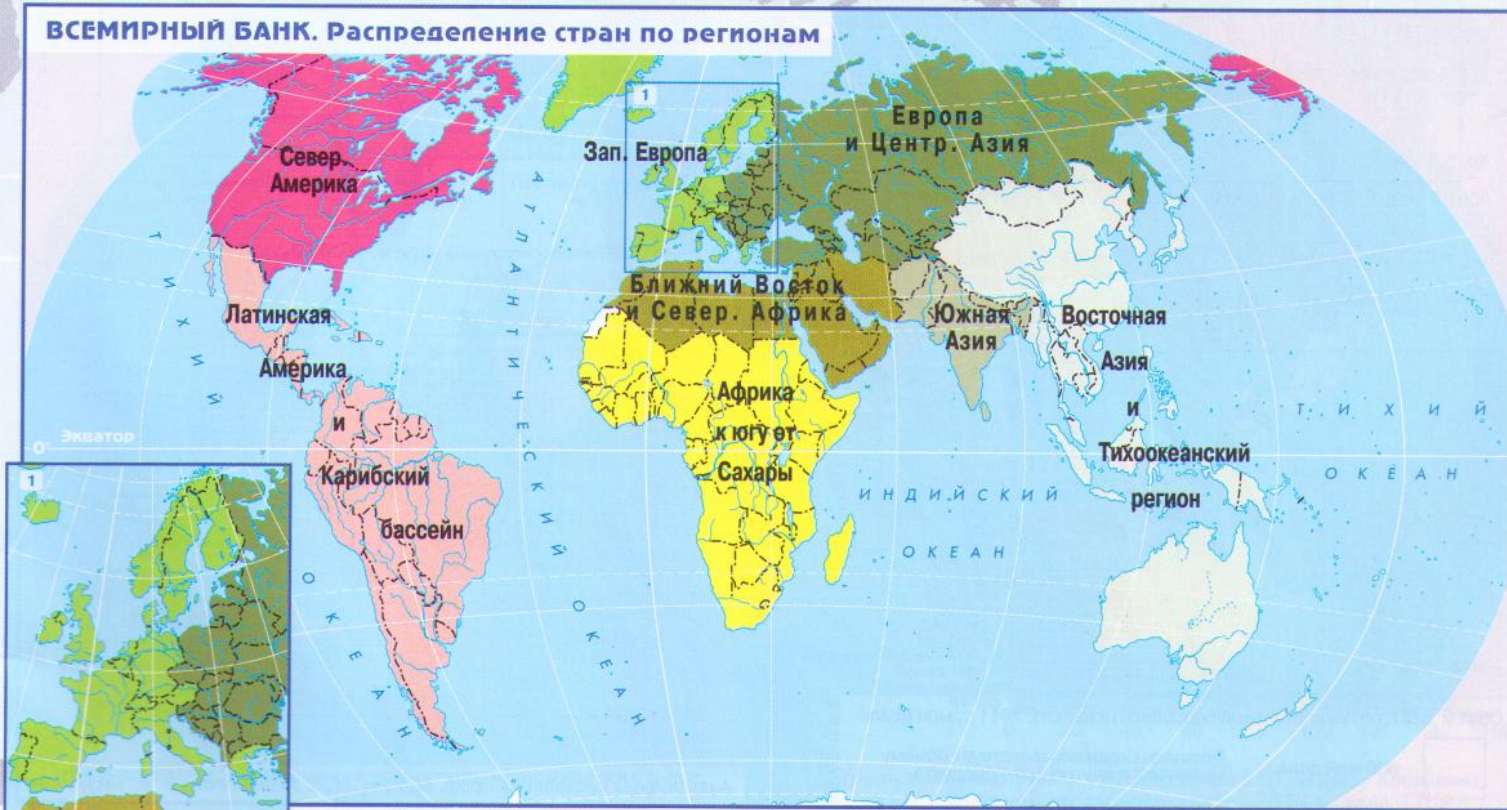 ВСЕМИРНЫЙ БАНК. Распределение стран по регионам
1
Европа
и Центр. Азия
Зап. Европа
Север.
Америка
АТЛАНТИЧЕСКИЙ
ОКЕАН
ТИХИЙ
ОКЕАН
Ближний Восток
и Север. Африка
Латинская
Америка
и
Карибский
бассейн
Южная
Азия
Восточная
Азия
и
Тихоокеанский
регион
Африка
к югу от
Сахары
ТИХИЙ
ОКЕАН
0° Экватор
ИНДИЙСКИЙ
ОКЕАН
1